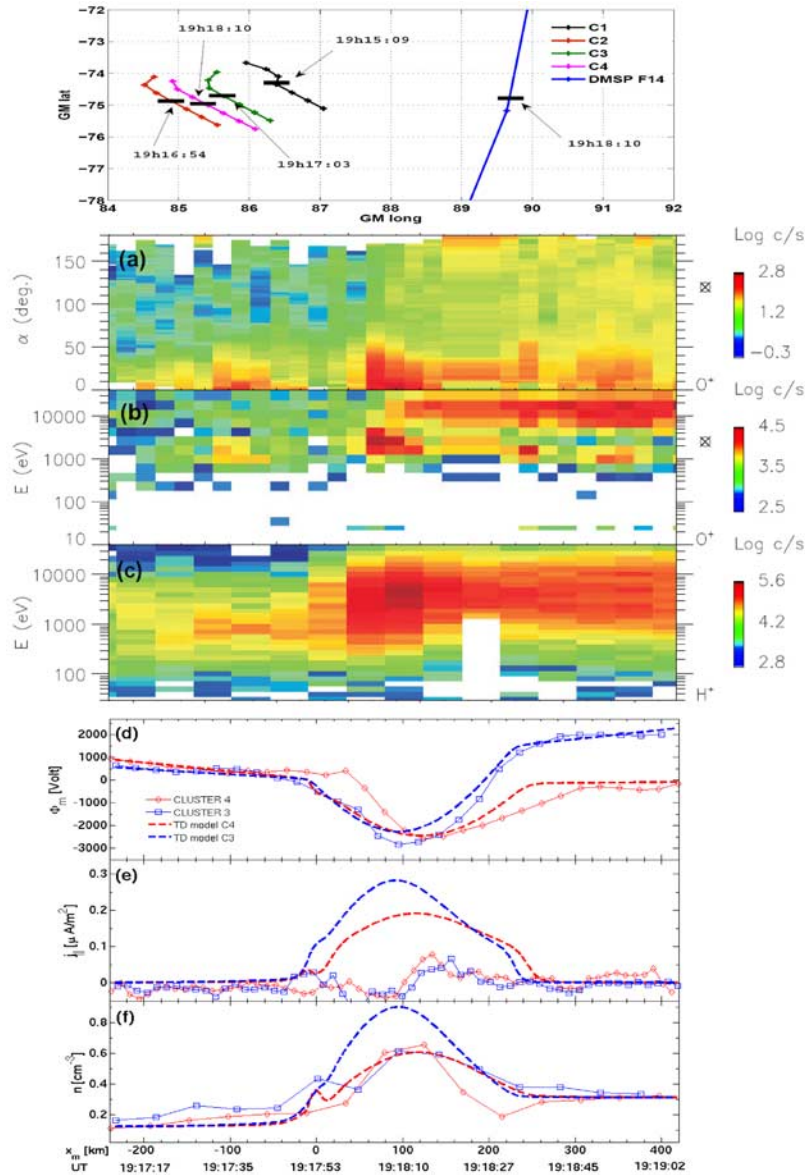 -72
-73
-74
-75
-76
-77
-78
GM lat
19h18:10
19h15:09
C1
C2
C3
C4
DMSP F14
19h16:54
19h17:03
19h18:10
84 85 86 87 88 89 90 91 92
GM long
(a)
α (deg.)
150
100
50
0
O⁺
Log c/s
2.8
1.2
-0.3
(b)
E (eV)
10000
1000
100
10
O⁺
Log c/s
4.5
3.5
2.5
(c)
E (eV)
10000
1000
100
H⁺
Log c/s
5.6
4.2
2.8
(d)
Φm [Volt]
2000
1000
0
-1000
-2000
-3000
CLUSTER 4
CLUSTER 3
TD model C4
TD model C3
(e)
j|| [μ A/m²]
0.3
0.2
0.1
0
(f)
n [cm⁻³]
0.8
0.6
0.4
0.2
xm [km] -200 -100 0 100 200 300 400
UT 19:17:17 19:17:35 19:17:53 19:18:10 19:18:27 19:18:45 19:19:02